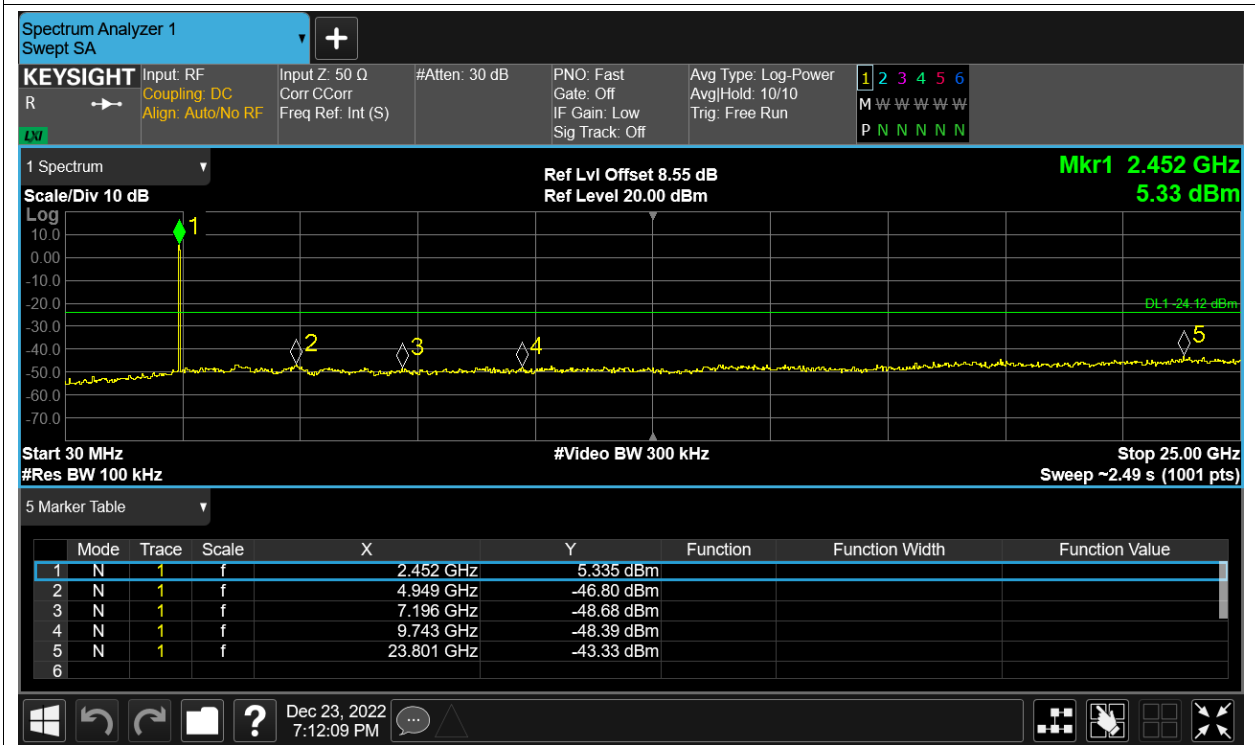 Spectrum Analyzer 1
Swept SA
KEYSIGHT
R
LXI
Input: RF
Coupling: DC
Align: Auto/No RF
Input Z: 50 Ω
Corr CCorr
Freq Ref: Int (S)
#Atten: 30 dB
PNO: Fast
Gate: Off
IF Gain: Low
Sig Track: Off
Avg Type: Log-Power
Avg|Hold: 10/10
Trig: Free Run
1 2 3 4 5 6
M W W W W W
P N N N N N
1 Spectrum
Scale/Div 10 dB
Ref Lvl Offset 8.55 dB
Ref Level 20.00 dBm
Mkr1 2.452 GHz
5.33 dBm
Log
10.0
0.00
-10.0
-20.0
-30.0
-40.0
-50.0
-60.0
-70.0
1
2
3
4
5
DL1 -24.12 dBm
Start 30 MHz
#Video BW 300 kHz
Stop 25.00 GHz
#Res BW 100 kHz
Sweep ~2.49 s (1001 pts)
5 Marker Table
Mode Trace Scale X Y Function Function Width Function Value
1 N 1 f 2.452 GHz 5.335 dBm
2 N 1 f 4.949 GHz -46.80 dBm
3 N 1 f 7.196 GHz -48.68 dBm
4 N 1 f 9.743 GHz -48.39 dBm
5 N 1 f 23.801 GHz -43.33 dBm
6
?
Dec 23, 2022
7:12:09 PM